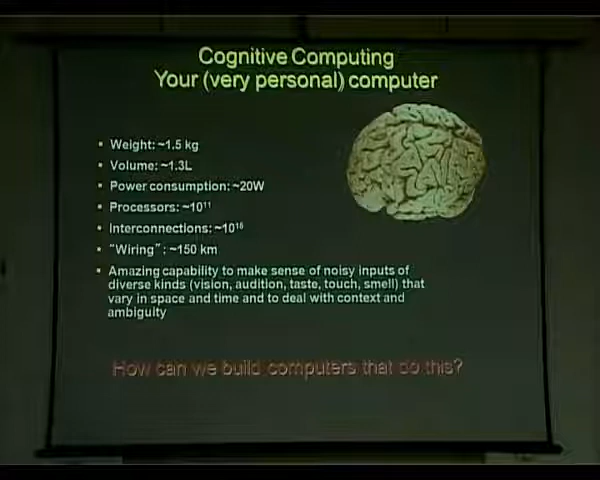 Cognitive Computing
Your (very personal) computer
• Weight: ~1.5 kg
• Volume: ~1.3L
• Power consumption: ~20W
• Processors: ~10¹¹
• Interconnections: ~10¹⁵
• "Wiring": ~150 km
• Amazing capability to make sense of noisy inputs of
diverse kinds (vision, audition, taste, touch, smell) that
vary in space and time and to deal with context and
ambiguity
How can we build computers that do this?